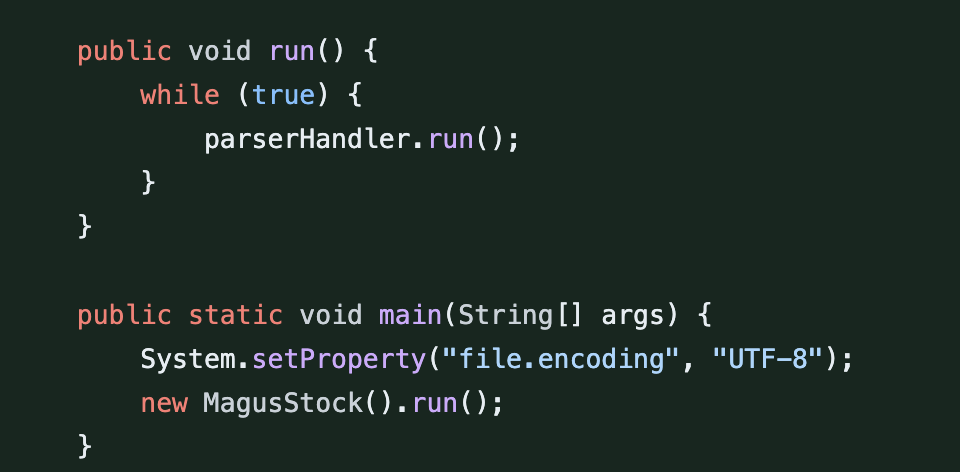 public void run() {
    while (true) {
        parserHandler.run();
    }
}

public static void main(String[] args) {
    System.setProperty("file.encoding", "UTF-8");
    new MagusStock().run();
}